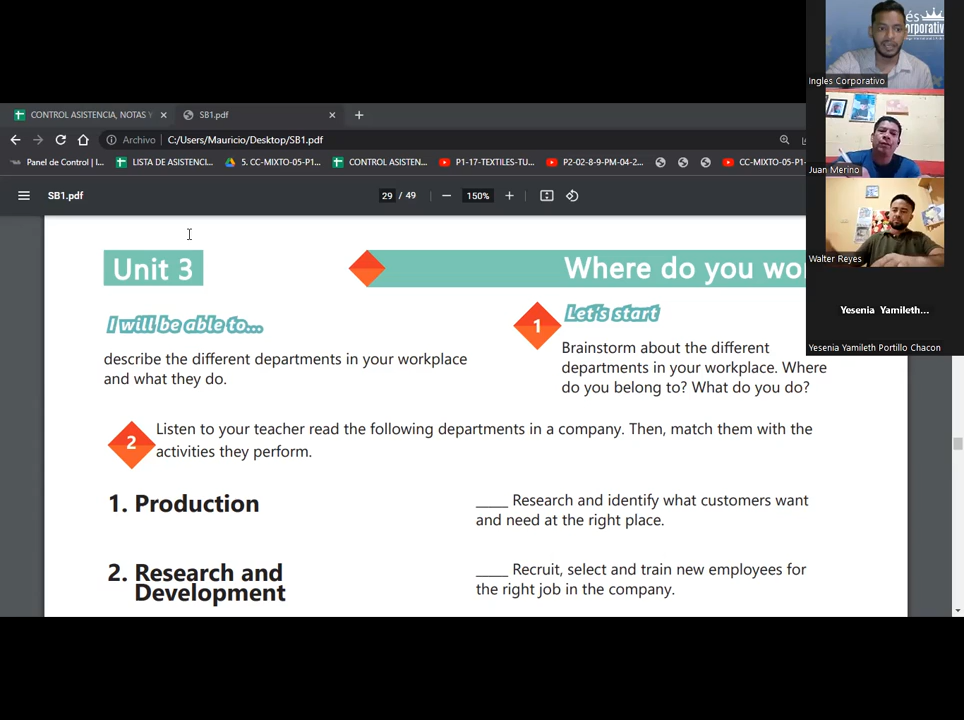 CONTROL ASISTENCIA, NOTAS Y
SB1.pdf
Archivo
C:/Users/Mauricio/Desktop/SB1.pdf
Panel de Control | I...
LISTA DE ASISTENCI...
5. CC-MIXTO-05-P1...
CONTROL ASISTEN...
P1-17-TEXTILES-TU...
P2-02-8-9-PM-04-2...
CC-MIXTO-05-P1
SB1.pdf
29 / 49
150%
Unit 3
Where do you wo
I will be able to...
describe the different departments in your workplace
and what they do.
1
Let's start
Brainstorm about the different
departments in your workplace. Where
do you belong to? What do you do?
2
Listen to your teacher read the following departments in a company. Then, match them with the
activities they perform.
1. Production
____ Research and identify what customers want
and need at the right place.
2. Research and
Development
____ Recruit, select and train new employees for
the right job in the company.
Ingles Corporativo
Juan Merino
Walter Reyes
Yesenia Yamileth...
Yesenia Yamileth Portillo Chacon